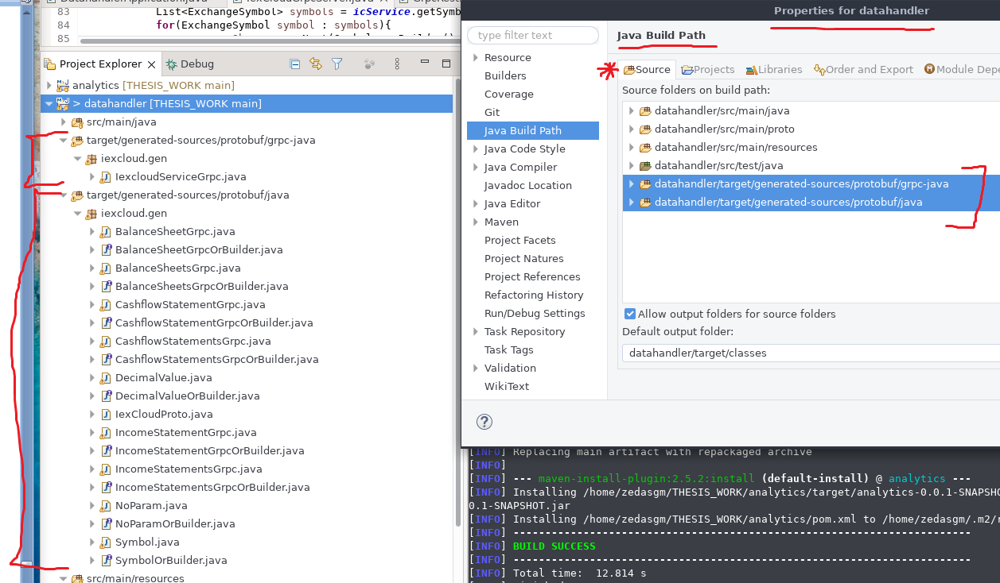 83 List<ExchangeSymbol> symbols = icService.getSymb
84 for(ExchangeSymbol symbol : symbols){
85
Project Explorer
Debug
analytics [THESIS_WORK main]
> datahandler [THESIS_WORK main]
src/main/java
target/generated-sources/protobuf/grpc-java
iexcloud.gen
IexcloudServiceGrpc.java
target/generated-sources/protobuf/java
iexcloud.gen
BalanceSheetGrpc.java
BalanceSheetGrpcOrBuilder.java
BalanceSheetsGrpc.java
BalanceSheetsGrpcOrBuilder.java
CashflowStatementGrpc.java
CashflowStatementGrpcOrBuilder.java
CashflowStatementsGrpc.java
CashflowStatementsGrpcOrBuilder.java
DecimalValue.java
DecimalValueOrBuilder.java
IexCloudProto.java
IncomeStatementGrpc.java
IncomeStatementGrpcOrBuilder.java
IncomeStatementsGrpc.java
IncomeStatementsGrpcOrBuilder.java
NoParam.java
NoParamOrBuilder.java
Symbol.java
SymbolOrBuilder.java
src/main/resources
Properties for datahandler
type filter text
Resource
Builders
Coverage
Git
Java Build Path
Java Code Style
Java Compiler
Javadoc Location
Java Editor
Maven
Project Facets
Project Natures
Project References
Refactoring History
Run/Debug Settings
Task Repository
Task Tags
Validation
WikiText
Java Build Path
Source Projects Libraries Order and Export Module Depe
Source folders on build path:
datahandler/src/main/java
datahandler/src/main/proto
datahandler/src/main/resources
datahandler/src/test/java
datahandler/target/generated-sources/protobuf/grpc-java
datahandler/target/generated-sources/protobuf/java
Allow output folders for source folders
Default output folder:
datahandler/target/classes
[INFO] Replacing main artifact with repackaged archive
[INFO]
[INFO] --- maven-install-plugin:2.5.2:install (default-install) @ analytics ---
[INFO] Installing /home/zedasgm/THESIS_WORK/analytics/target/analytics-0.0.1-SNAPSHO
0.1-SNAPSHOT.jar
[INFO] Installing /home/zedasgm/THESIS_WORK/analytics/pom.xml to /home/zedasgm/.m2/r
[INFO] ------------------------------------------------------------------------
[INFO] BUILD SUCCESS
[INFO] ------------------------------------------------------------------------
[INFO] Total time:  12.814 s